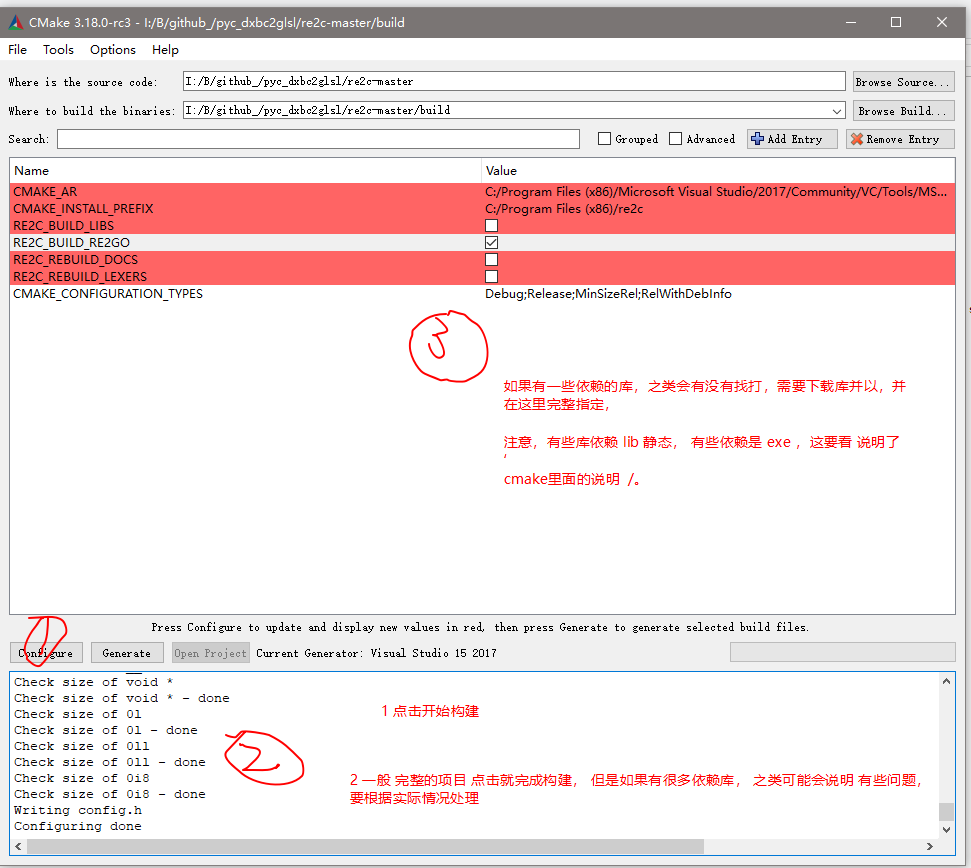 CMake 3.18.0-rc3 - I:/B/github_/pyc_dxbc2glsl/re2c-master/build
File Tools Options Help
Where is the source code: I:/B/github_/pyc_dxbc2glsl/re2c-master Browse Source...
Where to build the binaries: I:/B/github_/pyc_dxbc2glsl/re2c-master/build Browse Build...
Search: Grouped Advanced Add Entry Remove Entry
Name Value
CMAKE_AR C:/Program Files (x86)/Microsoft Visual Studio/2017/Community/VC/Tools/MS...
CMAKE_INSTALL_PREFIX C:/Program Files (x86)/re2c
RE2C_BUILD_LIBS
RE2C_BUILD_RE2GO
RE2C_REBUILD_DOCS
RE2C_REBUILD_LEXERS
CMAKE_CONFIGURATION_TYPES Debug;Release;MinSizeRel;RelWithDebInfo
3
如果有一些依赖的库，之类会有没有找打，需要下载库并以，并
在这里完整指定，
注意，有些库依赖 lib 静态， 有些依赖是 exe ，这要看 说明了
‘
cmake里面的说明 /。
Press Configure to update and display new values in red, then press Generate to generate selected build files.
1
Configure Generate Open Project Current Generator: Visual Studio 15 2017
Check size of void *
Check size of void * - done
Check size of 0l
Check size of 0l - done
Check size of 0ll
Check size of 0ll - done
Check size of 0i8
Check size of 0i8 - done
Writing config.h
Configuring done
1 点击开始构建
2
2 一般 完整的项目 点击就完成构建， 但是如果有很多依赖库， 之类可能会说明 有些问题，
要根据实际情况处理